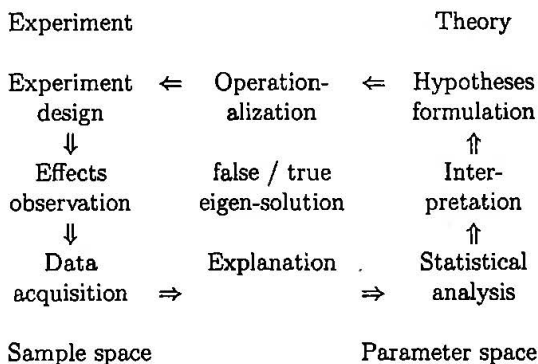 Experiment Theory
Experiment ⇐ Operation- ⇐ Hypotheses
design alization formulation
⇓ ⇑
Effects false / true Inter-
observation eigen-solution pretation
⇓ ⇑
Data Explanation Statistical
acquisition ⇒ ⇒ analysis
Sample space Parameter space